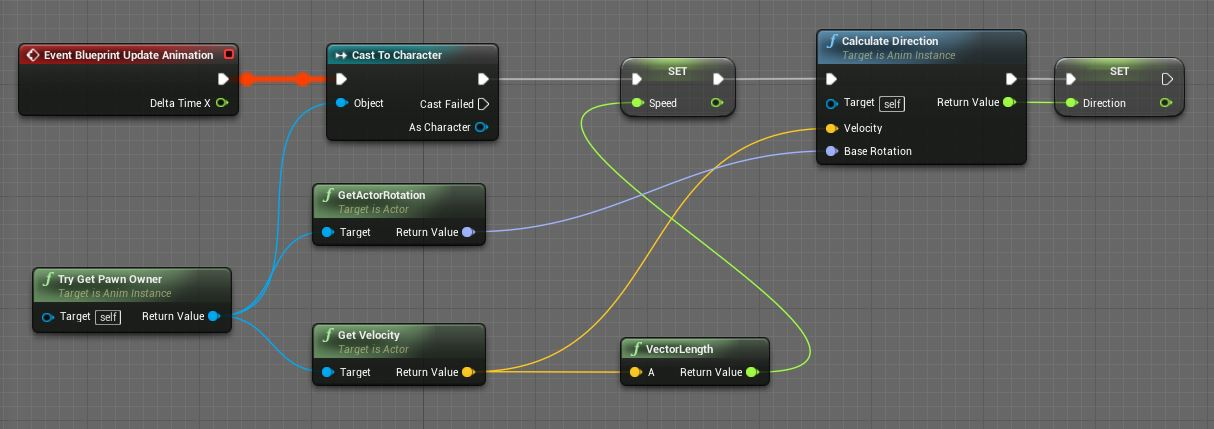 Event Blueprint Update Animation
Delta Time X
Cast To Character
Object
Cast Failed
As Character
SET
Speed
f Calculate Direction
Target is Anim Instance
Target self
Return Value
Velocity
Base Rotation
SET
Direction
f GetActorRotation
Target is Actor
Target Return Value
f Try Get Pawn Owner
Target is Anim Instance
Target self Return Value
f Get Velocity
Target is Actor
Target Return Value
f VectorLength
A Return Value